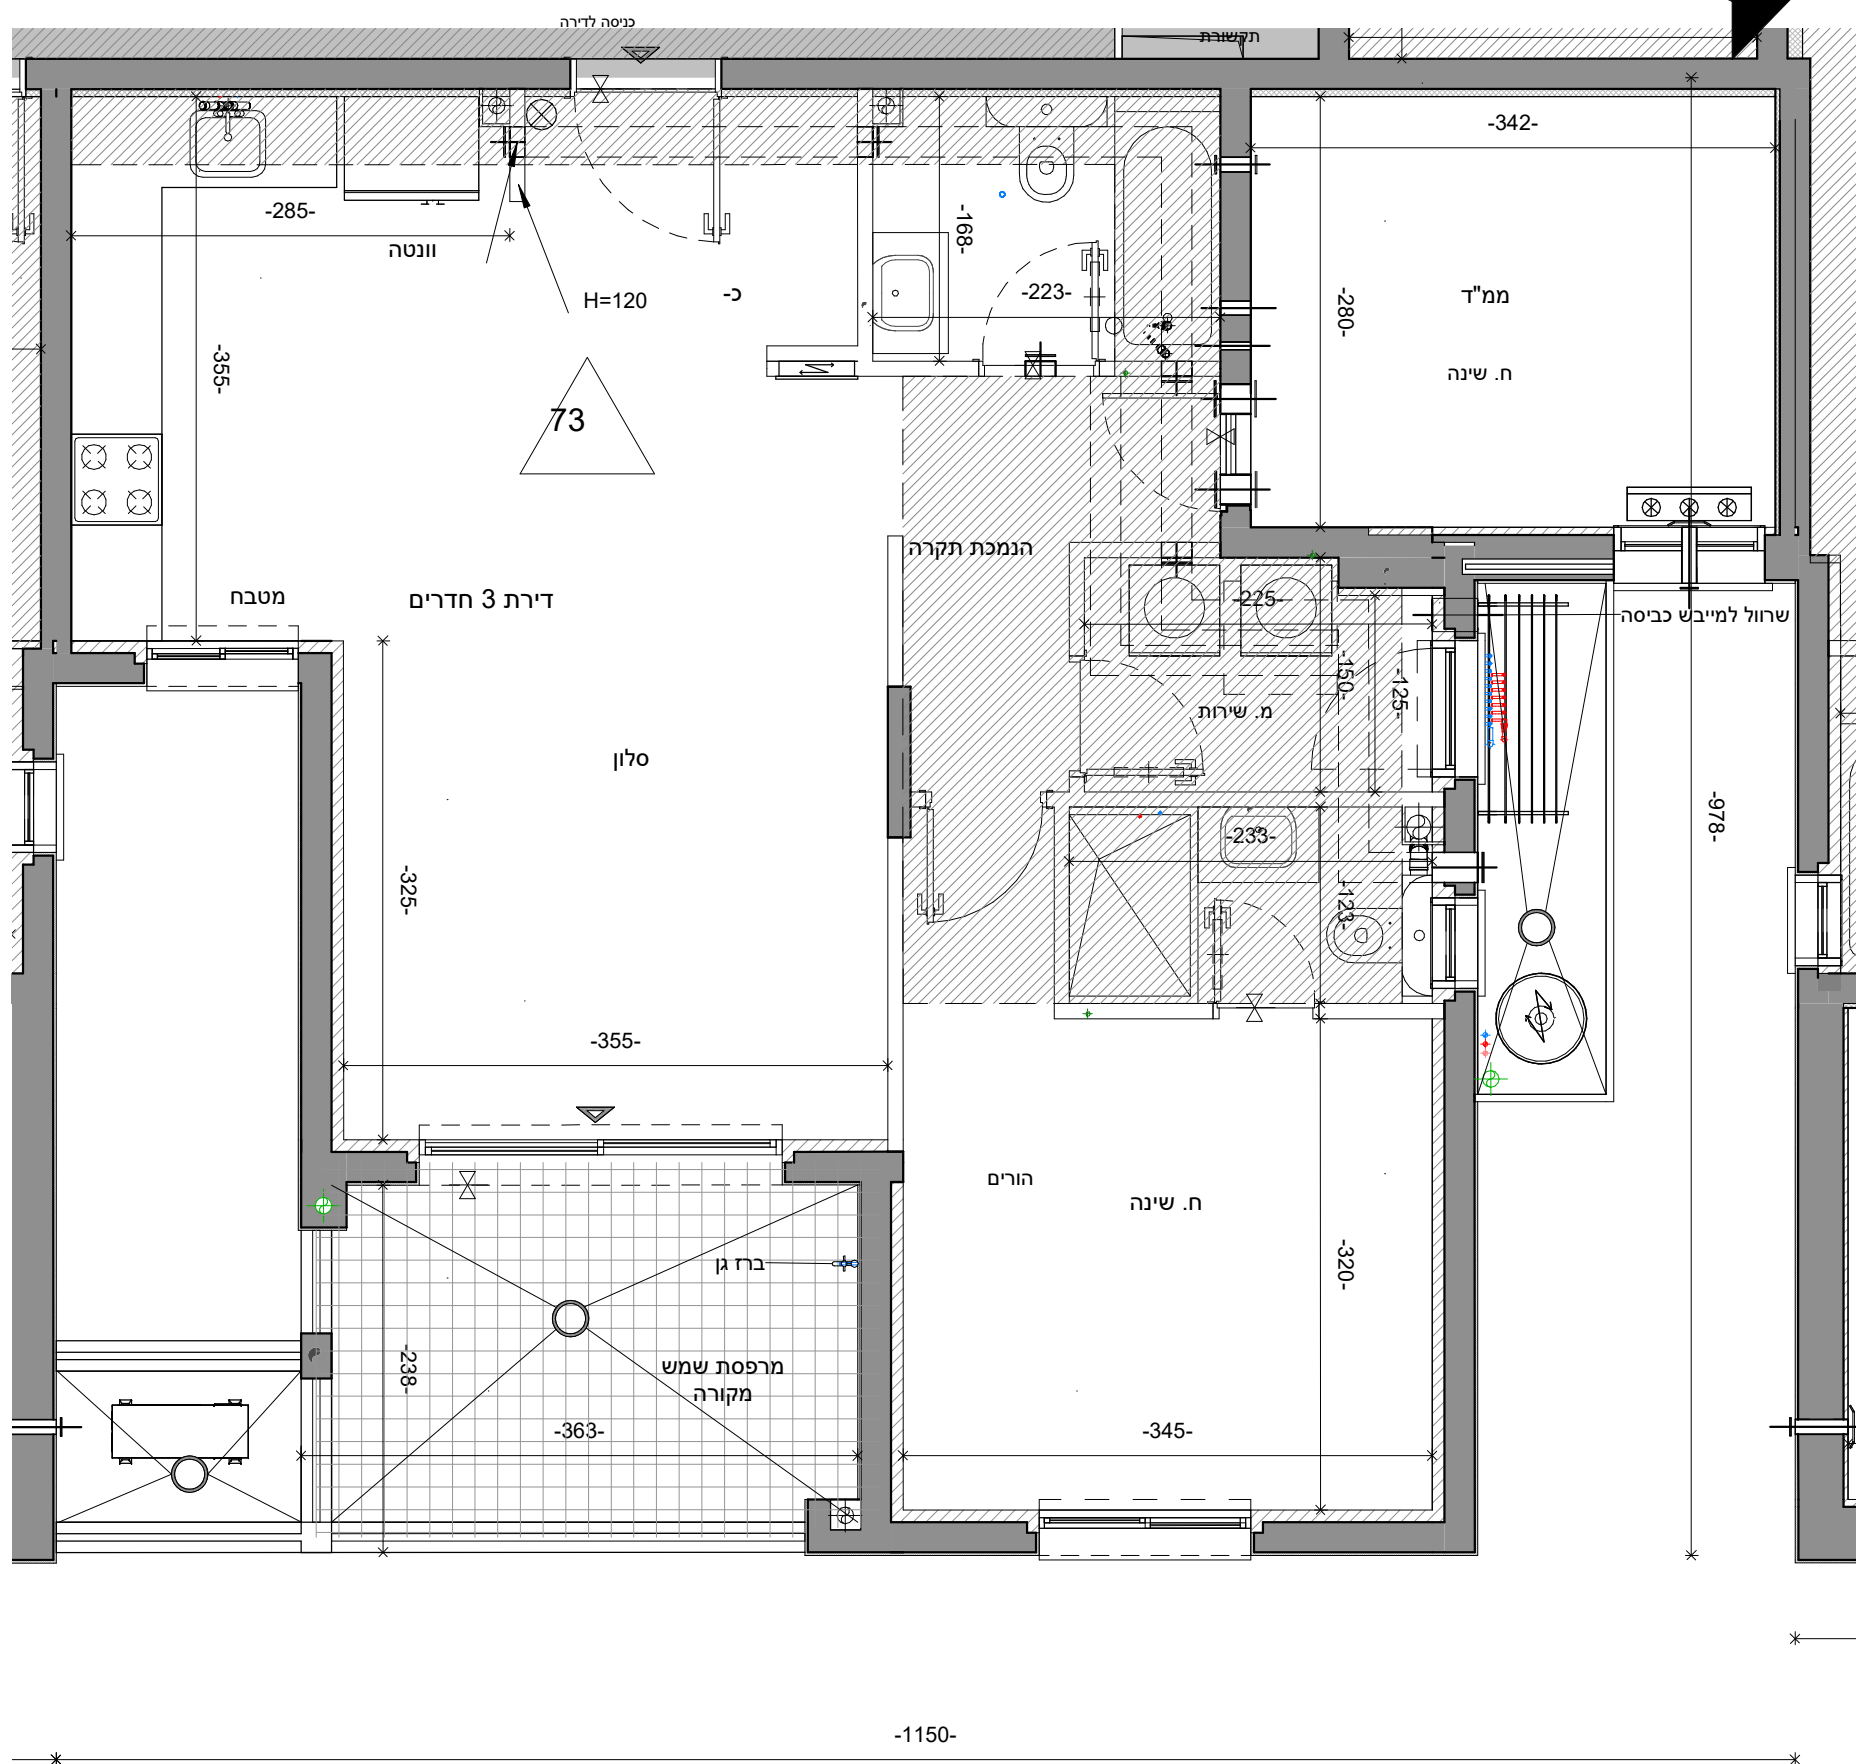 כניסה לדירה
תקשורת
-342-
-285-
וונטה
-168-
H=120
כ-
-223-
-280-
ממ"ד
-355-
ח. שינה
73
הנמכת תקרה
מטבח
דירת 3 חדרים
-225-
שרוול למייבש כביסה
-150-
-125-
מ. שירות
סלון
-978-
-233-
-325-
-123-
-355-
הורים
ח. שינה
ברז גן
-320-
-238-
מרפסת שמש
מקורה
-363-
-345-
-1150-